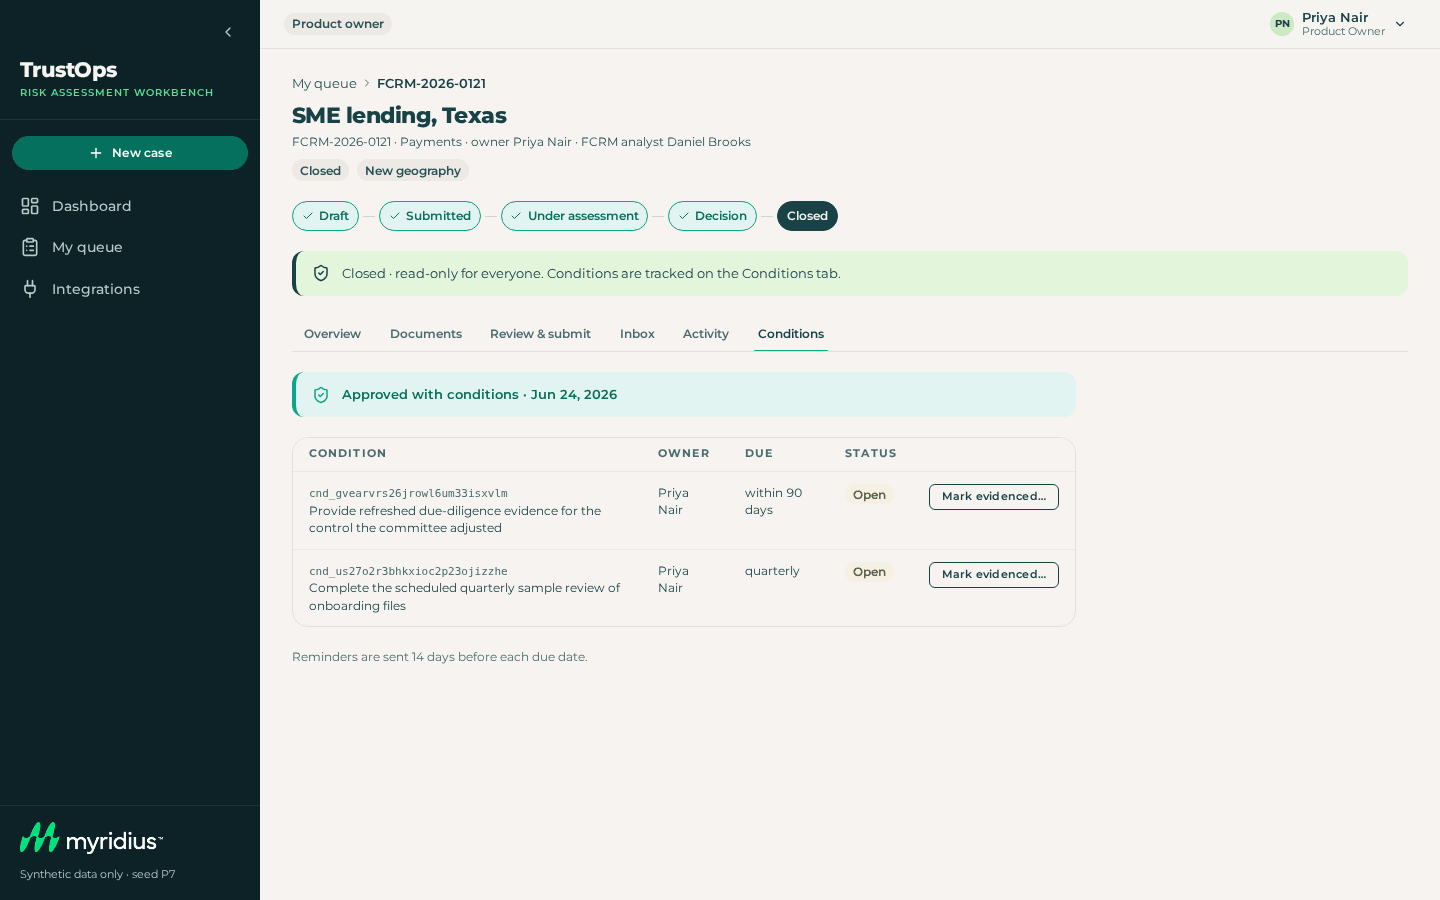 TrustOps
RISK ASSESSMENT WORKBENCH
New case
Dashboard
My queue
Integrations
myridius™
Synthetic data only · seed P7
Product owner
PN
Priya Nair
Product Owner
My queue > FCRM-2026-0121
SME lending, Texas
FCRM-2026-0121 · Payments · owner Priya Nair · FCRM analyst Daniel Brooks
Closed New geography
Draft Submitted Under assessment Decision Closed
Closed · read-only for everyone. Conditions are tracked on the Conditions tab.
Overview Documents Review & submit Inbox Activity Conditions
Approved with conditions · Jun 24, 2026
CONDITION OWNER DUE STATUS
cnd_gvearvrs26jrowl6um33isxvlm
Provide refreshed due-diligence evidence for the
control the committee adjusted
Priya
Nair
within 90
days
Open
Mark evidenced...
cnd_us27o2r3bhkxioc2p23ojizzhe
Complete the scheduled quarterly sample review of
onboarding files
Priya
Nair
quarterly
Open
Mark evidenced...
Reminders are sent 14 days before each due date.